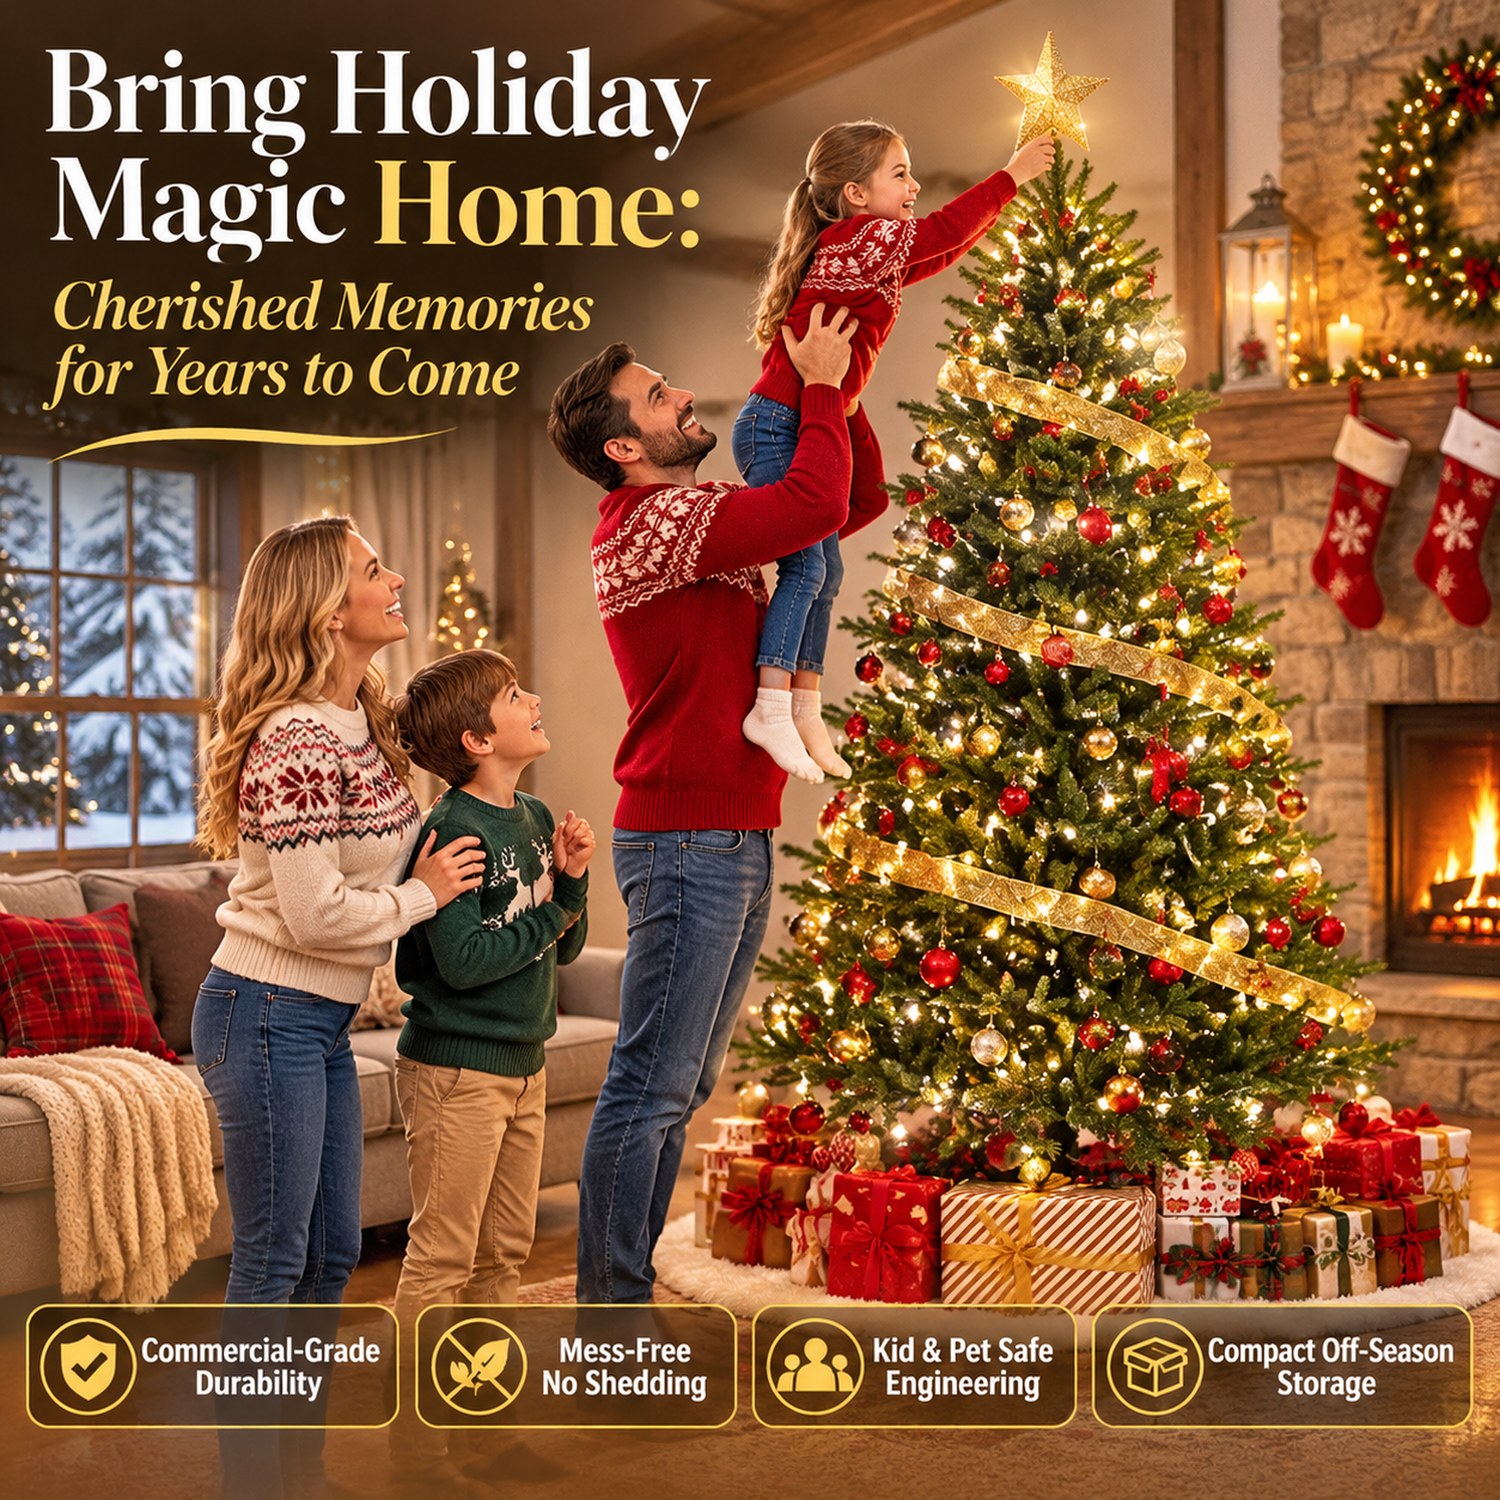 Bring Holiday
Magic Home:
Cherished Memories
for Years to Come
Commercial-Grade
Durability
Mess-Free
No Shedding
Kid & Pet Safe
Engineering
Compact Off-Season
Storage